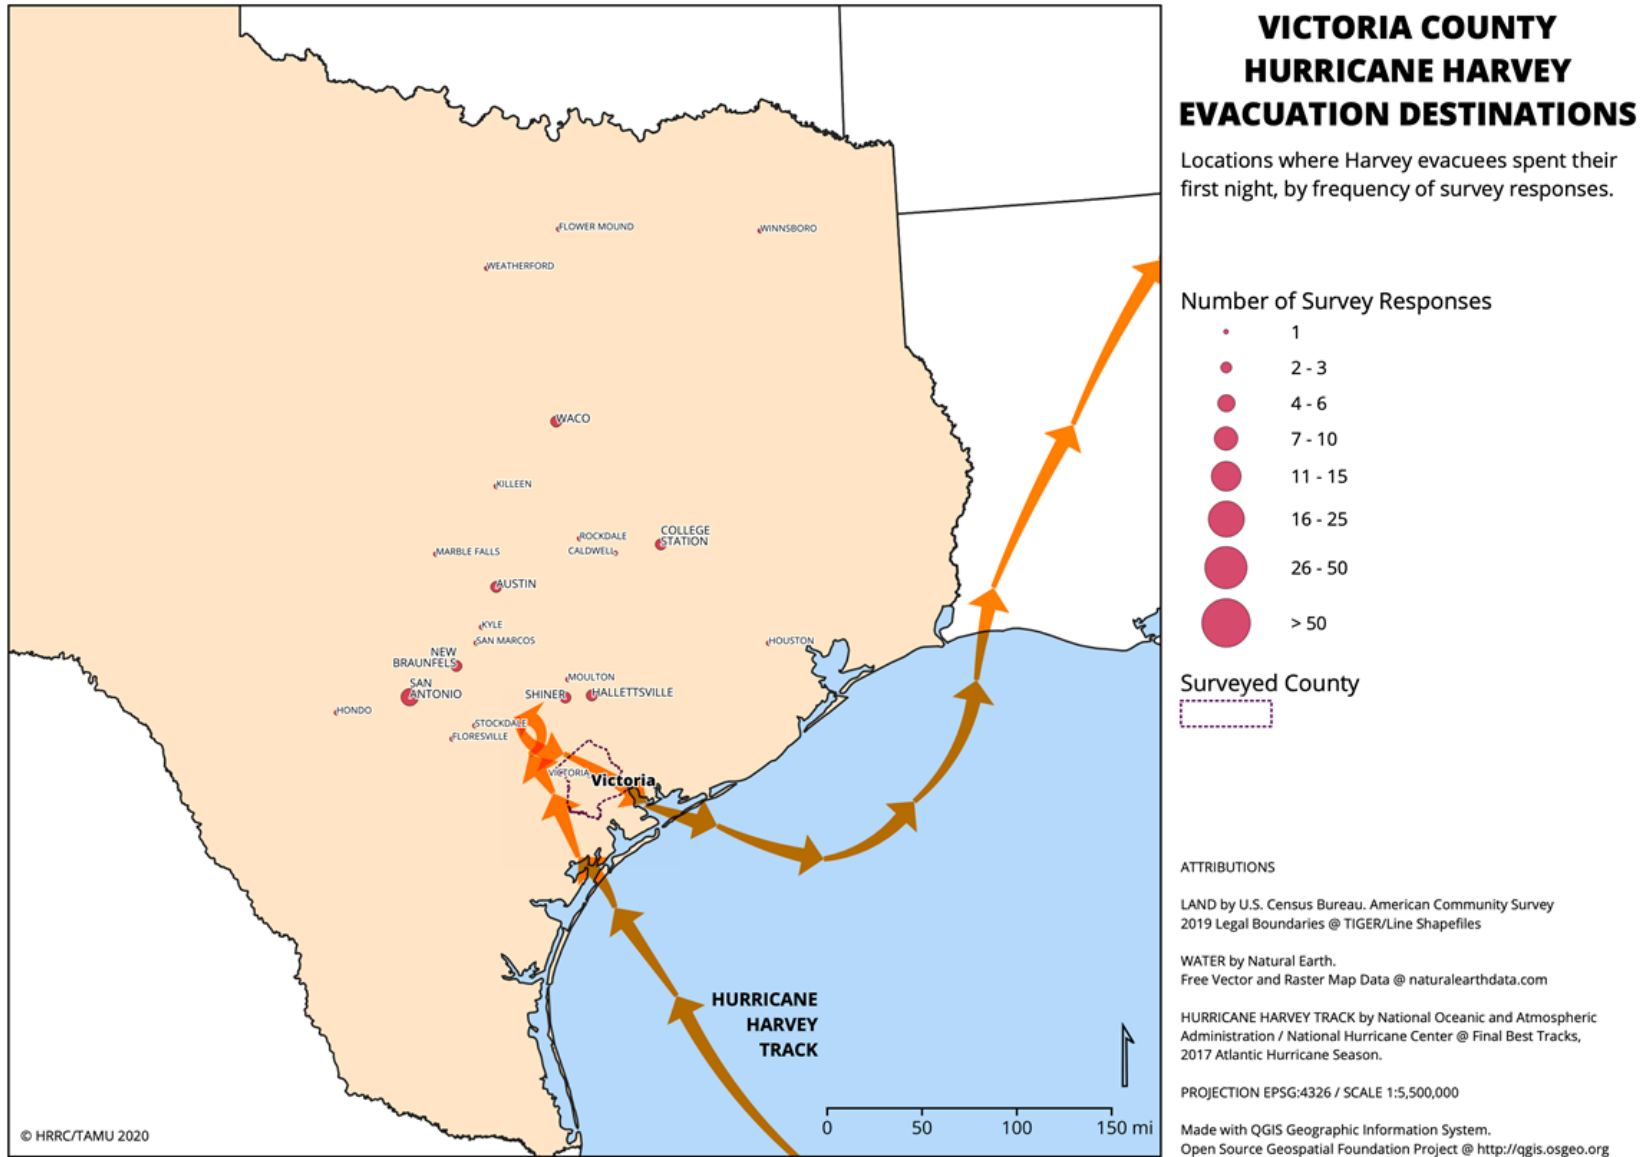 VICTORIA COUNTY
HURRICANE HARVEY
EVACUATION DESTINATIONS
Locations where Harvey evacuees spent their
first night, by frequency of survey responses.
FLOWER MOUND
WINNSBORO
WEATHERFORD
WACO
KILLEEN
ROCKDALE
CALDWELL
COLLEGE
STATION
MARBLE FALLS
AUSTIN
KYLE
SAN MARCOS
HOUSTON
NEW
BRAUNFELS
SAN
ANTONIO
MOULTON
SHINER
HALLETTSVILLE
HONDO
STOCKDALE
FLORESVILLE
VICTORIA
Victoria
HURRICANE
HARVEY
TRACK
0 50 100 150 mi
© HRRC/TAMU 2020
Number of Survey Responses
1
2 - 3
4 - 6
7 - 10
11 - 15
16 - 25
26 - 50
> 50
Surveyed County
ATTRIBUTIONS
LAND by U.S. Census Bureau. American Community Survey
2019 Legal Boundaries @ TIGER/Line Shapefiles
WATER by Natural Earth.
Free Vector and Raster Map Data @ naturalearthdata.com
HURRICANE HARVEY TRACK by National Oceanic and Atmospheric
Administration / National Hurricane Center @ Final Best Tracks,
2017 Atlantic Hurricane Season.
PROJECTION EPSG:4326 / SCALE 1:5,500,000
Made with QGIS Geographic Information System.
Open Source Geospatial Foundation Project @ http://qgis.osgeo.org